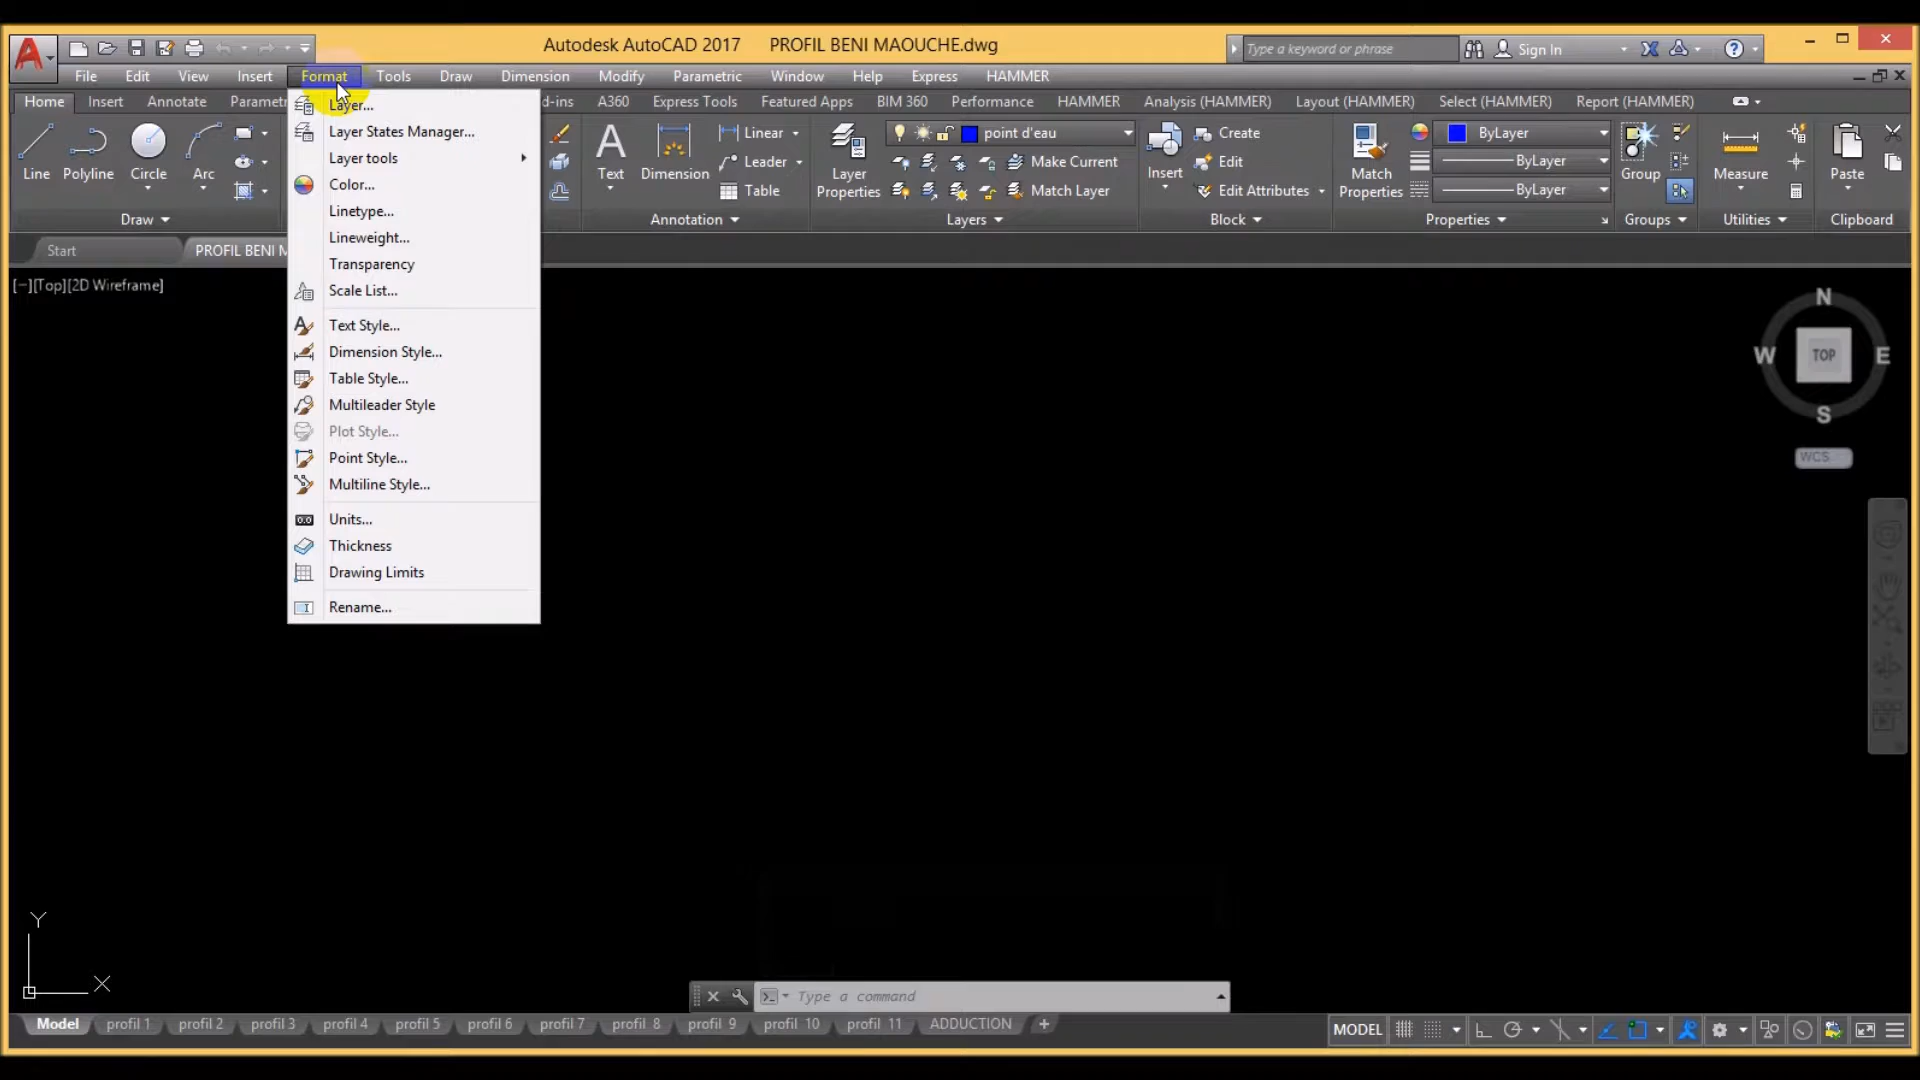 Autodesk AutoCAD 2017 PROFIL BENI MAOUCHE.dwg
Type a keyword or phrase
Sign In
File Edit View Insert Format Tools Draw Dimension Modify Parametric Window Help Express HAMMER
Home Insert Annotate Parametr d-ins A360 Express Tools Featured Apps BIM 360 Performance HAMMER Analysis (HAMMER) Layout (HAMMER) Select (HAMMER) Report (HAMMER)
Line Polyline Circle Arc
Draw
Text Dimension
Linear
Leader
Table
Annotation
Layer Properties
point d'eau
Make Current
Match Layer
Layers
Insert
Create
Edit
Edit Attributes
Block
Match Properties
ByLayer
ByLayer
ByLayer
Properties
Group
Groups
Measure
Utilities
Paste
Clipboard
Start PROFIL BENI M
[−][Top][2D Wireframe]
Layer...
Layer States Manager...
Layer tools
Color...
Linetype...
Lineweight...
Transparency
Scale List...
Text Style...
Dimension Style...
Table Style...
Multileader Style
Plot Style...
Point Style...
Multiline Style...
Units...
Thickness
Drawing Limits
Rename...
N
W TOP E
S
WCS
Y
X
Type a command
Model profil 1 profil 2 profil 3 profil 4 profil 5 profil 6 profil 7 profil 8 profil 9 profil 10 profil 11 ADDUCTION +
MODEL